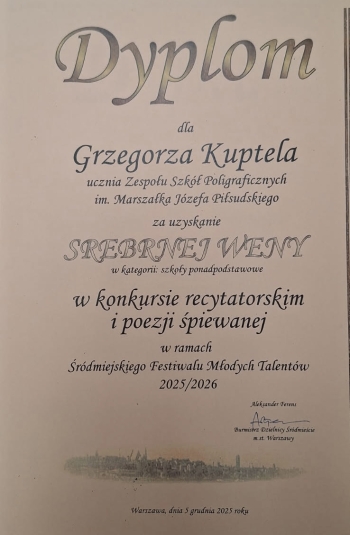 Dyplom
dla
Grzegorza Kuptela
ucznia Zespołu Szkół Poligraficznych
im. Marszałka Józefa Piłsudskiego
za uzyskanie
SREBRNEJ WENY
w kategorii: szkoły ponadpodstawowe
w konkursie recytatorskim
i poezji śpiewanej
w ramach
Śródmiejskiego Festiwalu Młodych Talentów
2025/2026
Aleksander Ferens
Burmistrz Dzielnicy Śródmieście
m.st. Warszawy
Warszawa, dnia 5 grudnia 2025 roku